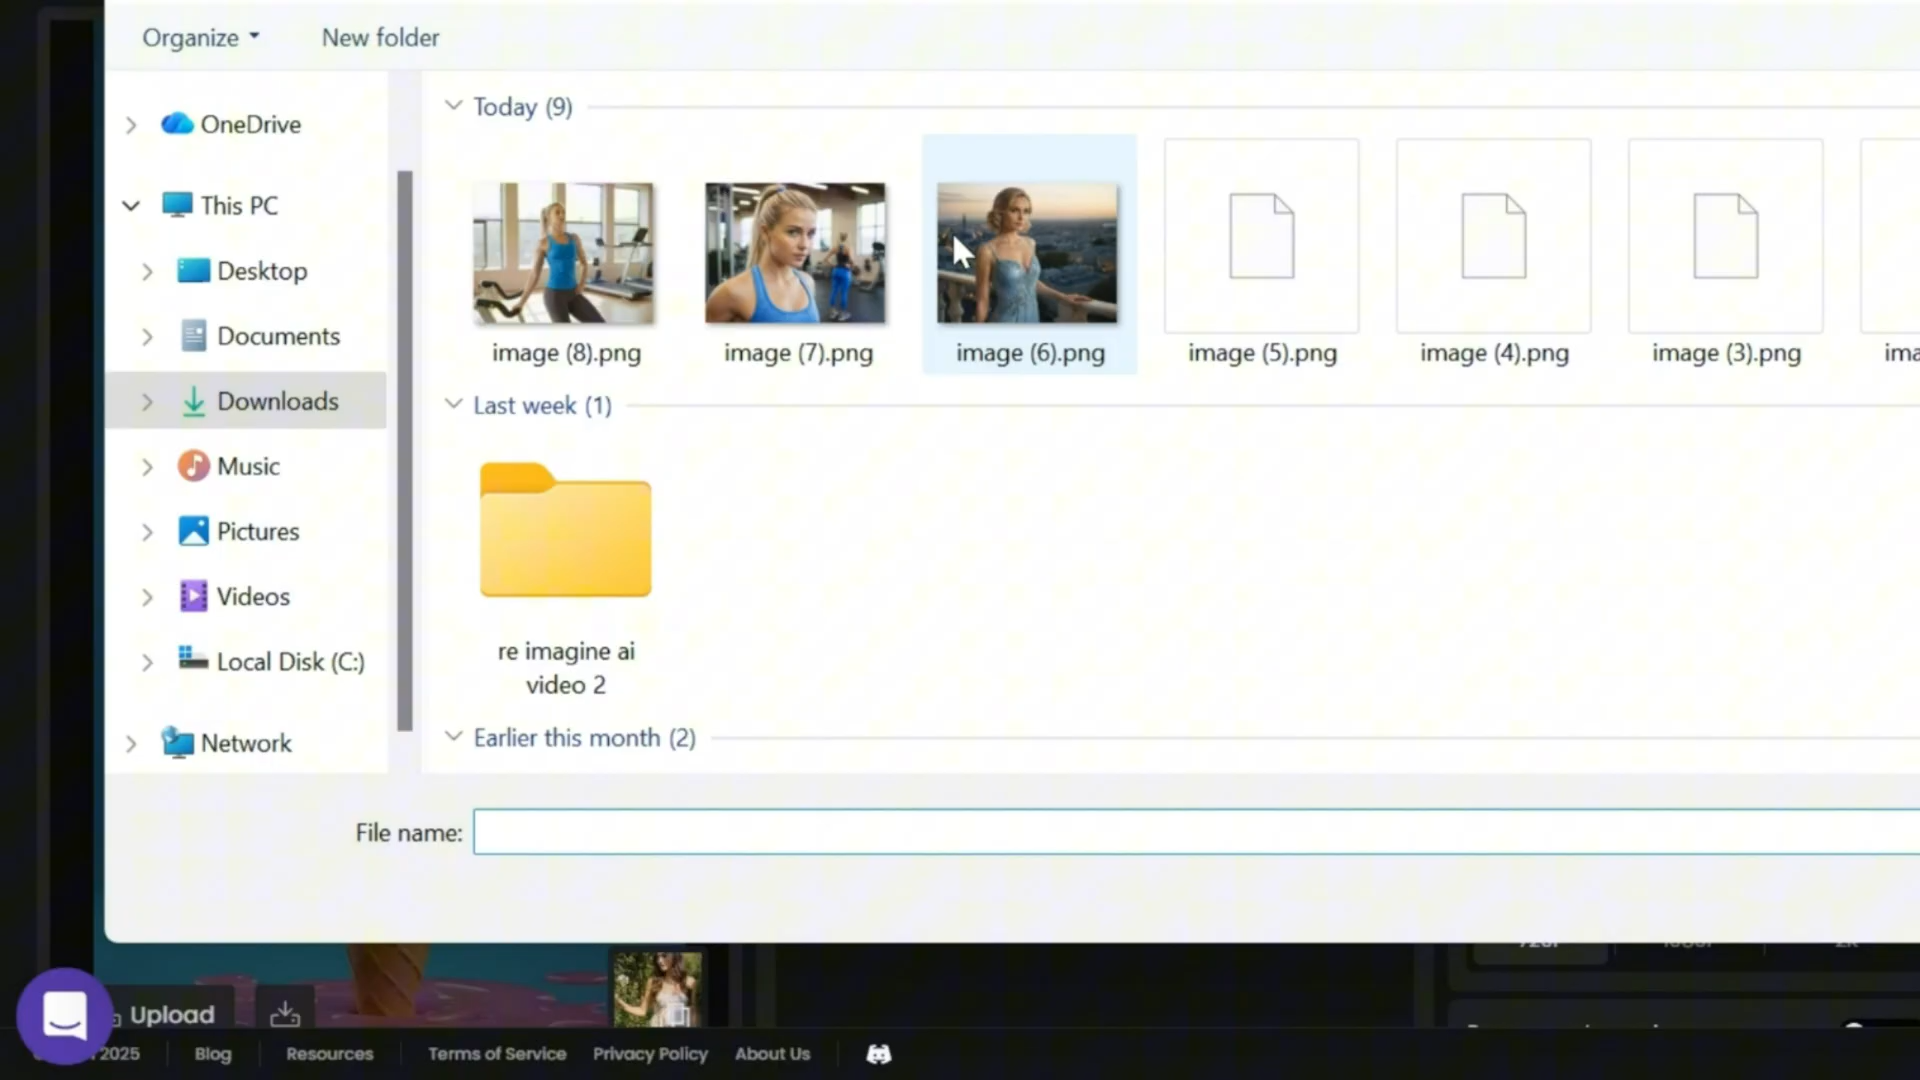 Organize
New folder
OneDrive
This PC
Desktop
Documents
Downloads
Music
Pictures
Videos
Local Disk (C:)
Network
Today (9)
image (8).png
image (7).png
image (6).png
image (5).png
image (4).png
image (3).png
ima
Last week (1)
re imagine ai
video 2
Earlier this month (2)
File name:
Upload
2025
Blog
Resources
Terms of Service
Privacy Policy
About Us